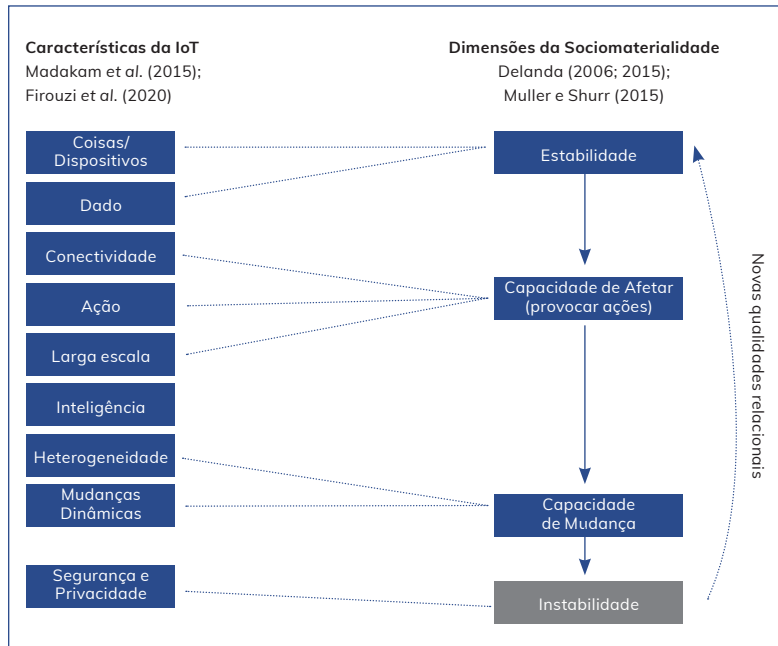 Características da IoT
Madakam et al. (2015);
Firouzi et al. (2020)
Dimensões da Sociomaterialidade
Delanda (2006; 2015);
Muller e Shurr (2015)
Coisas/
Dispositivos
Dado
Conectividade
Ação
Larga escala
Inteligência
Heterogeneidade
Mudanças
Dinâmicas
Segurança e
Privacidade
Estabilidade
Capacidade de Afetar
(provocar ações)
Capacidade
de Mudança
Instabilidade
Novas qualidades relacionais